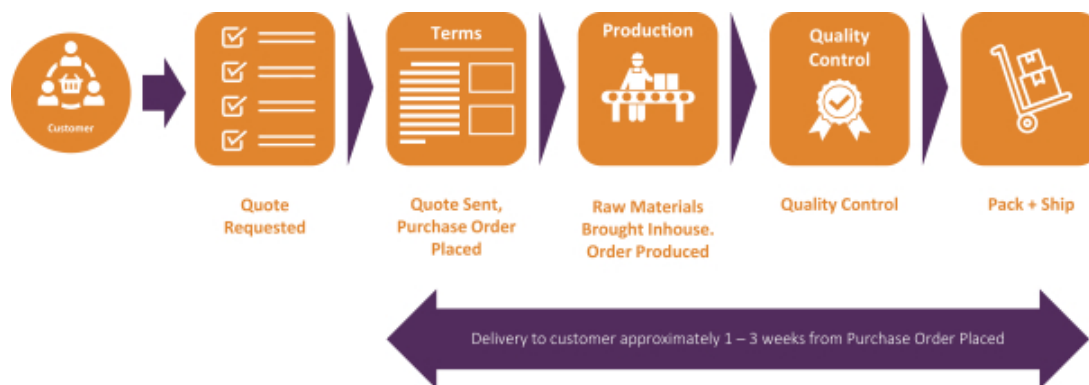 Customer
Terms
Production
Quality
Control
Quote
Requested
Quote Sent,
Purchase Order
Placed
Raw Materials
Brought Inhouse.
Order Produced
Quality Control
Pack + Ship
Delivery to customer approximately 1 – 3 weeks from Purchase Order Placed